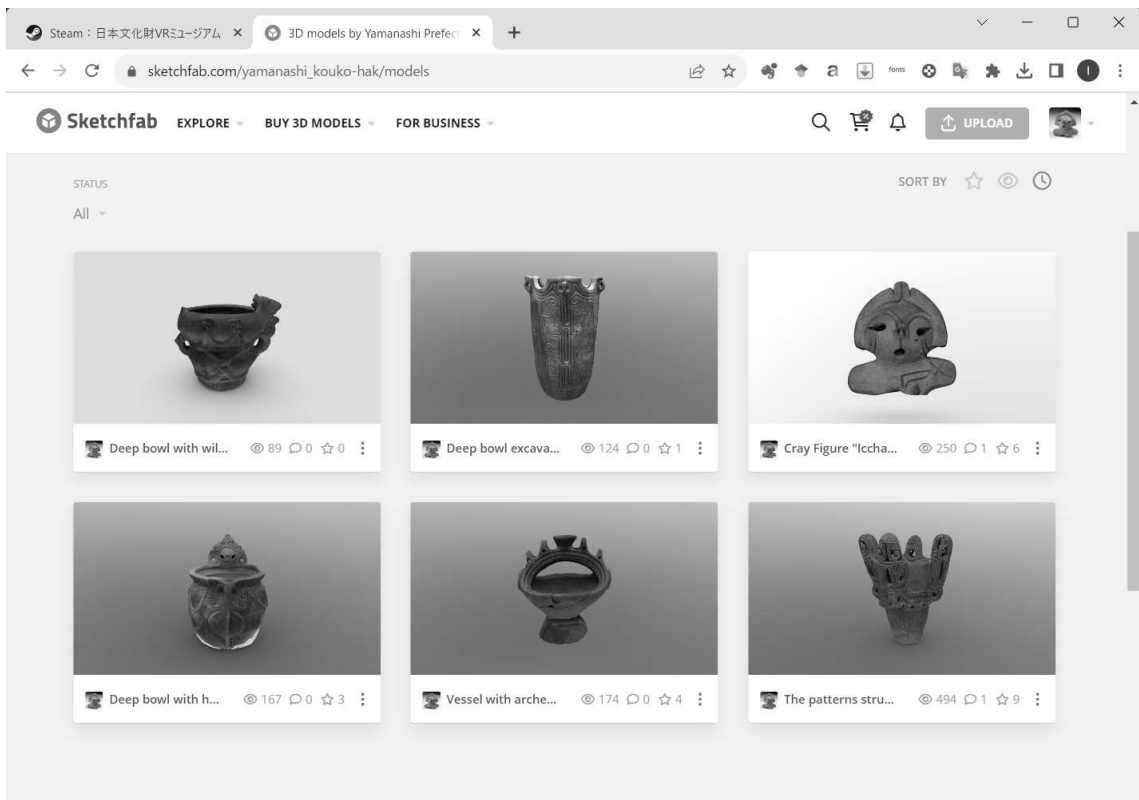 Steam：日本文化財VRミュージアム
3D models by Yamanashi Prefect
sketchfab.com/yamanashi_kouko-hak/models
a
fonts
I
Sketchfab EXPLORE BUY 3D MODELS FOR BUSINESS UPLOAD
STATUS
SORT BY
All
Deep bowl with wil... 89 0 0
Deep bowl excava... 124 0 1
Cray Figure "Iccha... 250 1 6
Deep bowl with h... 167 0 3
Vessel with arche... 174 0 4
The patterns stru... 494 1 9